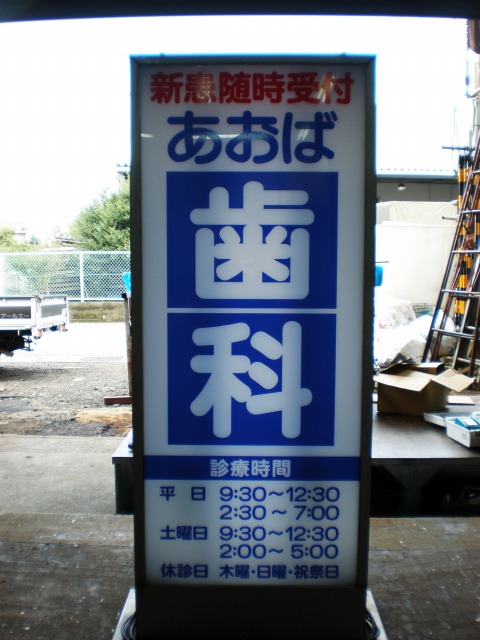 新患随時受付
あおば
歯
科
診療時間
平　日 9:30～12:30
2:30～7:00
土曜日 9:30～12:30
2:00～5:00
休診日 木曜・日曜・祝祭日